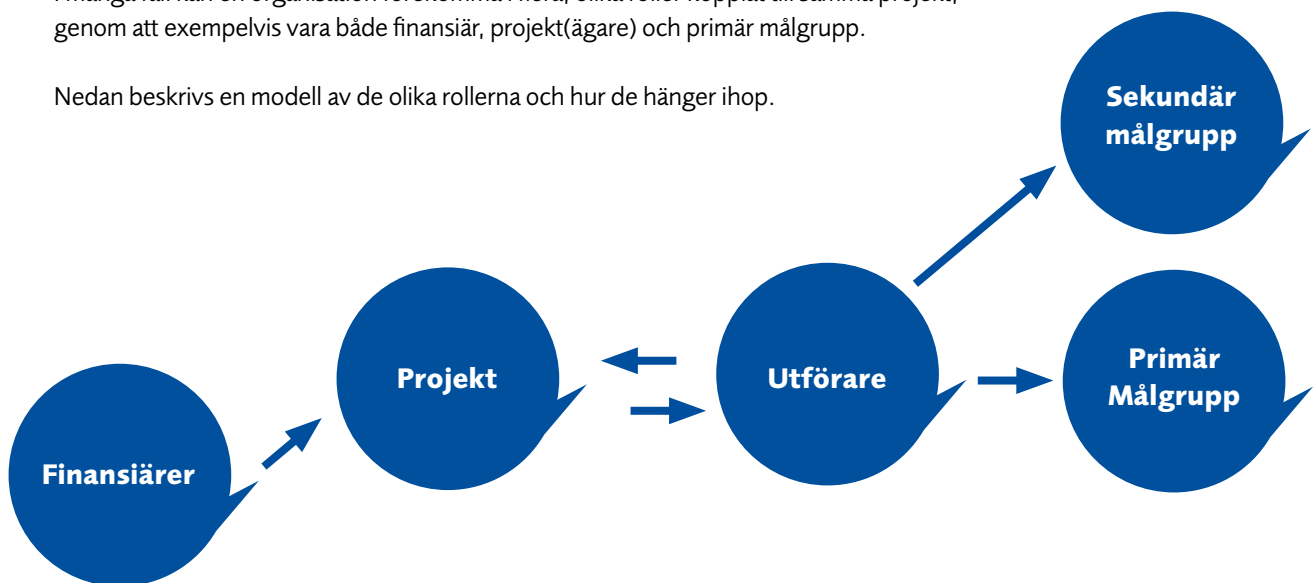 genom att exempelvis vara både finansiär, projekt(ägare) och primär målgrupp.
Nedan beskrivs en modell av de olika rollerna och hur de hänger ihop.
Sekundär
målgrupp
Projekt
Utförare
Primär
Målgrupp
Finansiärer